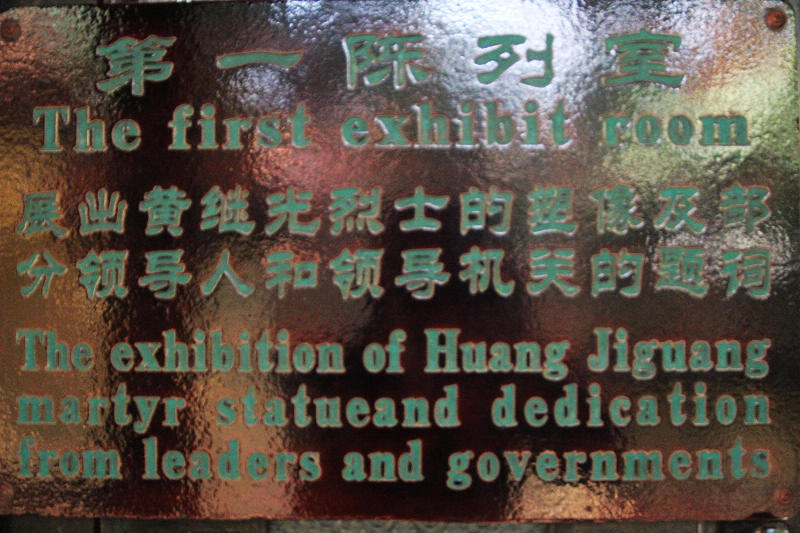 第一陈列室
The first exhibit room
展出黄继光烈士的塑像及部
分领导人和领导机关的题词
The exhibition of Huang Jiguang
martyr statueand dedication
from leaders and governments